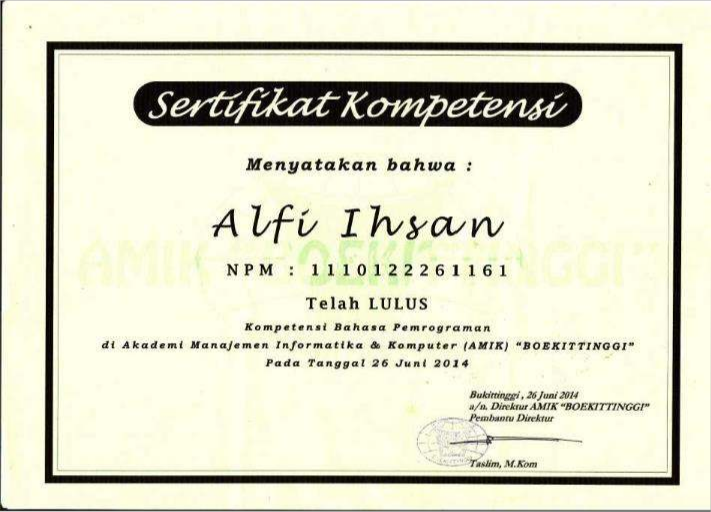 Sertifikat Kompetensi
Menyatakan bahwa :
Alfi Ihsan
NPM : 11101222261161
Telah LULUS
Kompetensi Bahasa Pemrograman
di Akademi Manajemen Informatika & Komputer (AMIK) "BOEKITTINGGI"
Pada Tanggal 26 Juni 2014
Bukittinggi , 26 Juni 2014
a/n. Direktur AMIK "BOEKITTINGGI"
Pembantu Direktur
Taslim, M.Kom
AMIK "BOEKITTINGGI"